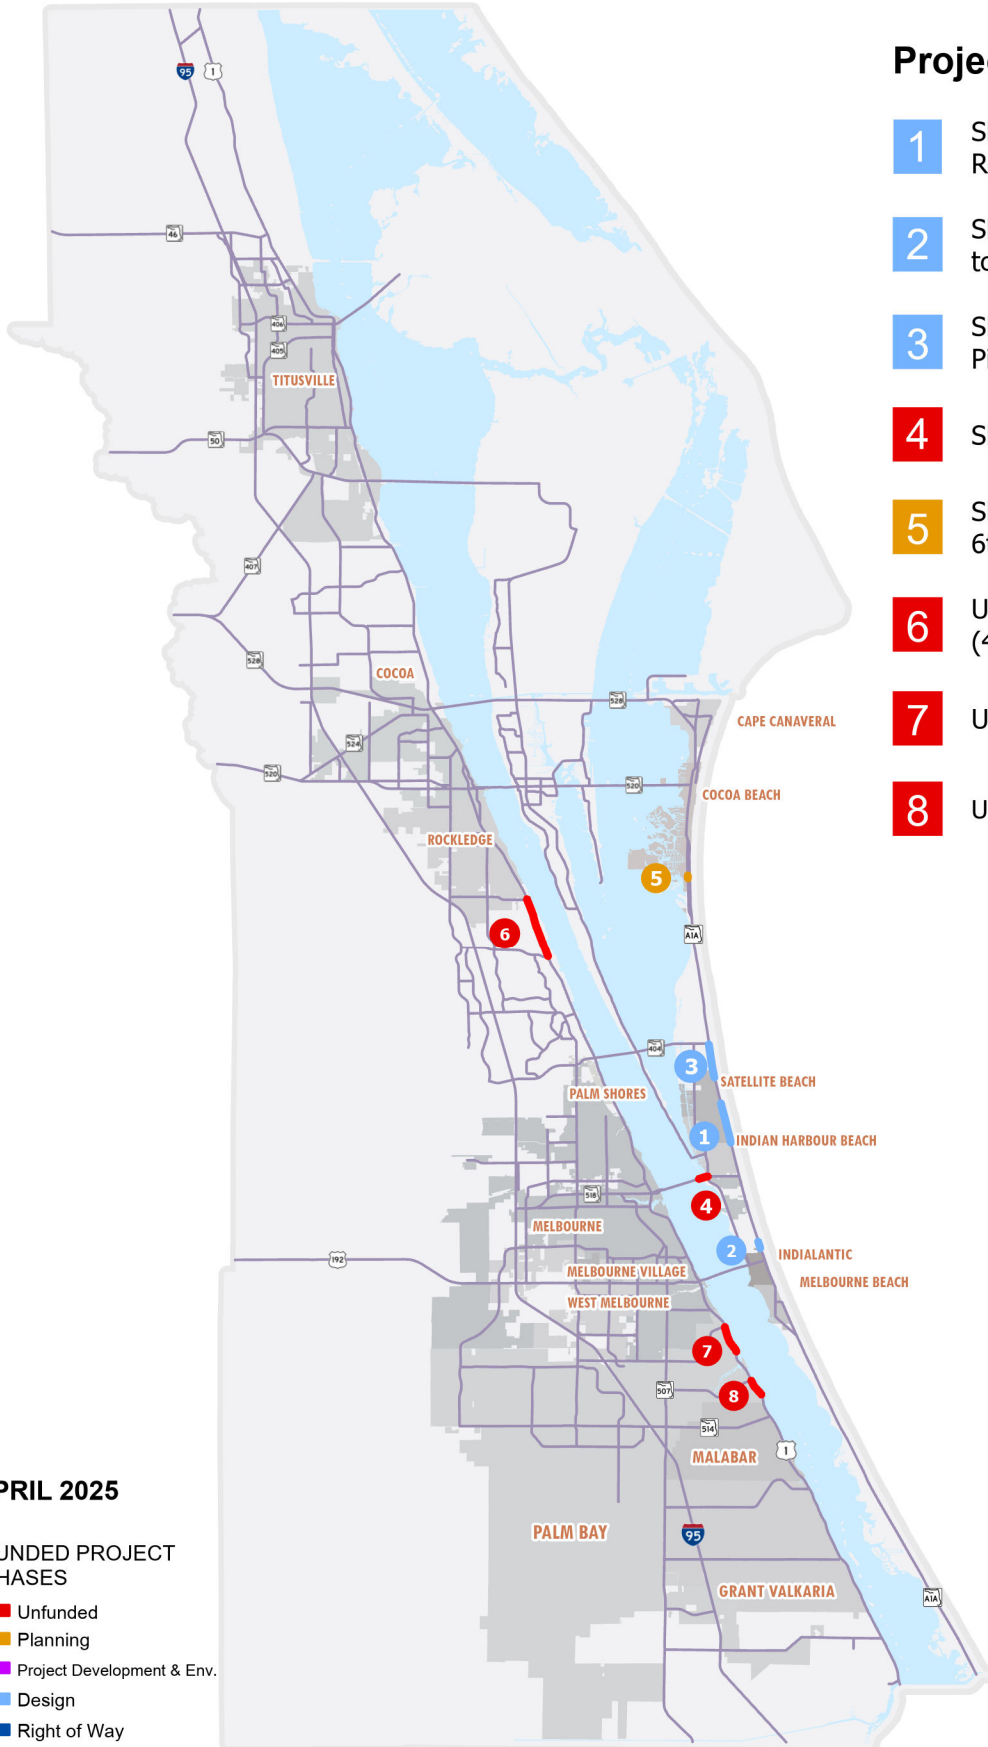 Projec
1
S
R
2
S
to
3
S
Pi
4
S
5
S
6t
6
U
(4
7
U
8
U
95
1
46
406
405
TITUSVILLE
50
407
528
COCOA
528
524
520
CAPE CANAVERAL
520
COCOA BEACH
ROCKLEDGE
5
6
A1A
404
3
SATELLITE BEACH
PALM SHORES
1
INDIAN HARBOUR BEACH
518
4
MELBOURNE
2
INDIALANTIC
192
MELBOURNE VILLAGE
MELBOURNE BEACH
WEST MELBOURNE
7
507
8
514
MALABAR
1
PALM BAY
95
GRANT VALKARIA
A1A
PRIL 2025
UNDED PROJECT
HASES
Unfunded
Planning
Project Development & Env.
Design
Right of Way